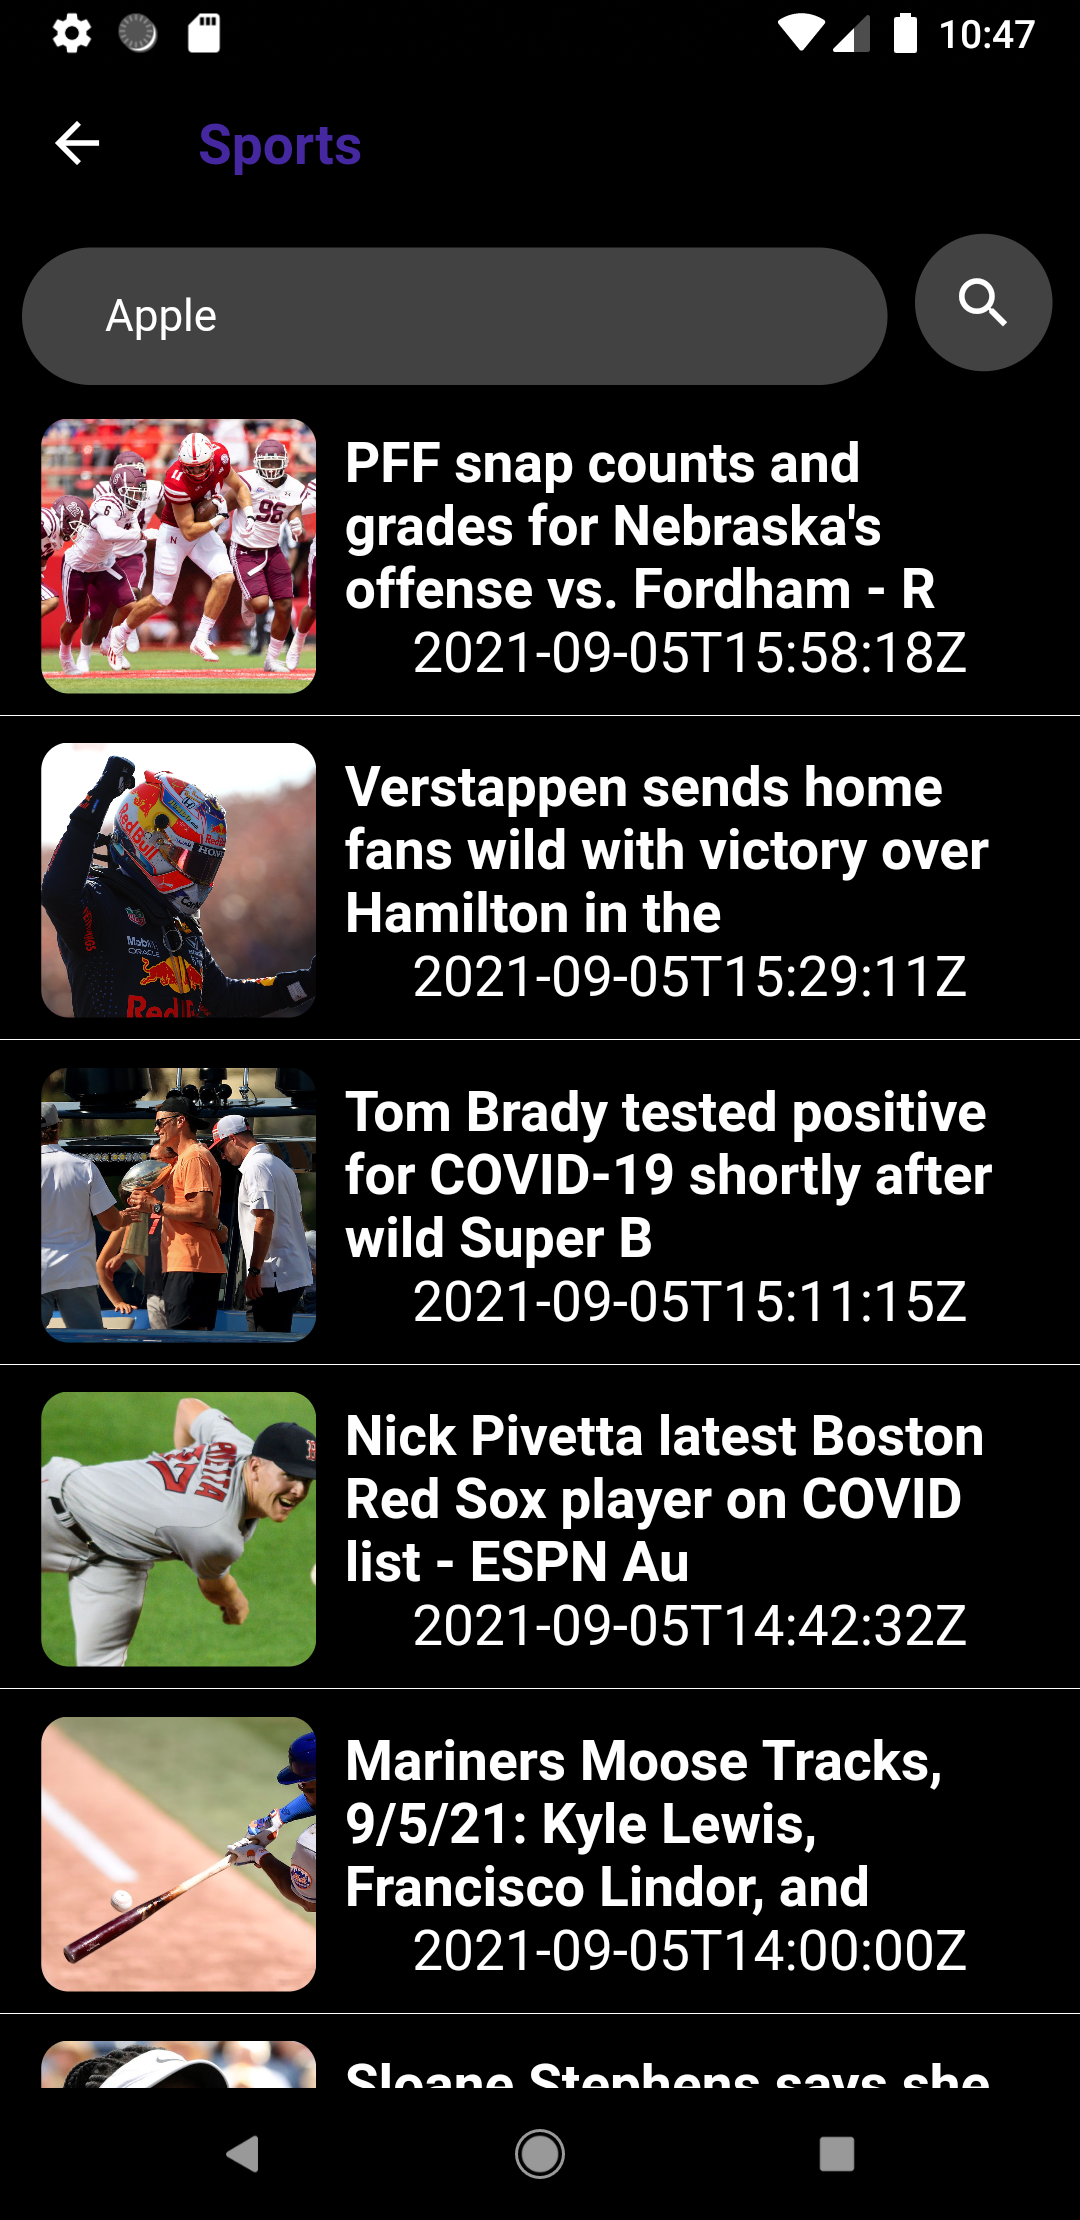 10:47
Sports
Apple
PFF snap counts and
grades for Nebraska's
offense vs. Fordham - R
2021-09-05T15:58:18Z
Verstappen sends home
fans wild with victory over
Hamilton in the
2021-09-05T15:29:11Z
Tom Brady tested positive
for COVID-19 shortly after
wild Super B
2021-09-05T15:11:15Z
Nick Pivetta latest Boston
Red Sox player on COVID
list - ESPN Au
2021-09-05T14:42:32Z
Mariners Moose Tracks,
9/5/21: Kyle Lewis,
Francisco Lindor, and
2021-09-05T14:00:00Z
Sloane Stephens says she